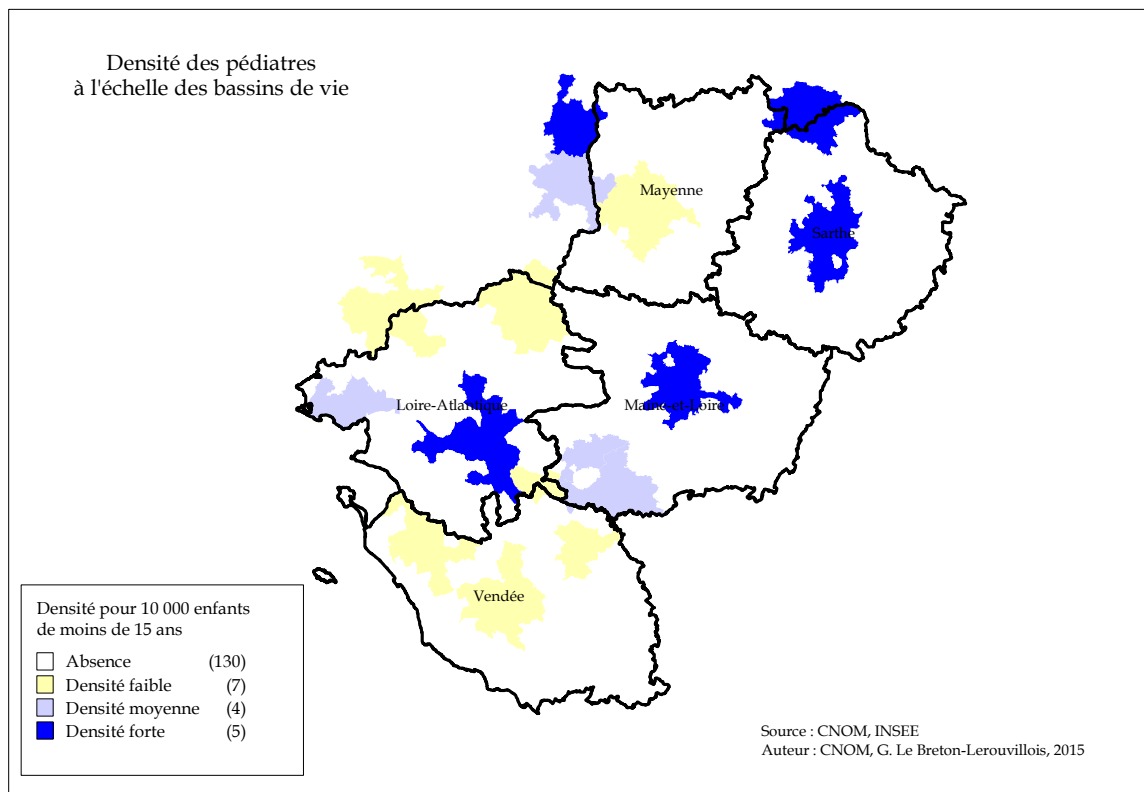 Densité des pédiatres
à l'échelle des bassins de vie
Mayenne
Sarthe
Loire-Atlantique
Maine-et-Loire
Vendée
Densité pour 10 000 enfants
de moins de 15 ans
Absence (130)
Densité faible (7)
Densité moyenne (4)
Densité forte (5)
Source : CNOM, INSEE
Auteur : CNOM, G. Le Breton-Lerouvillois, 2015